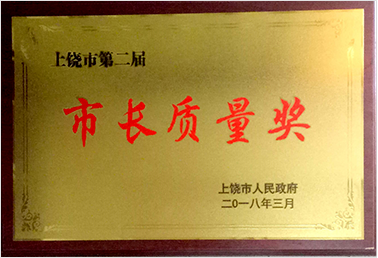 上饶市第二届
市长质量奖
上饶市人民政府
二0一八年三月